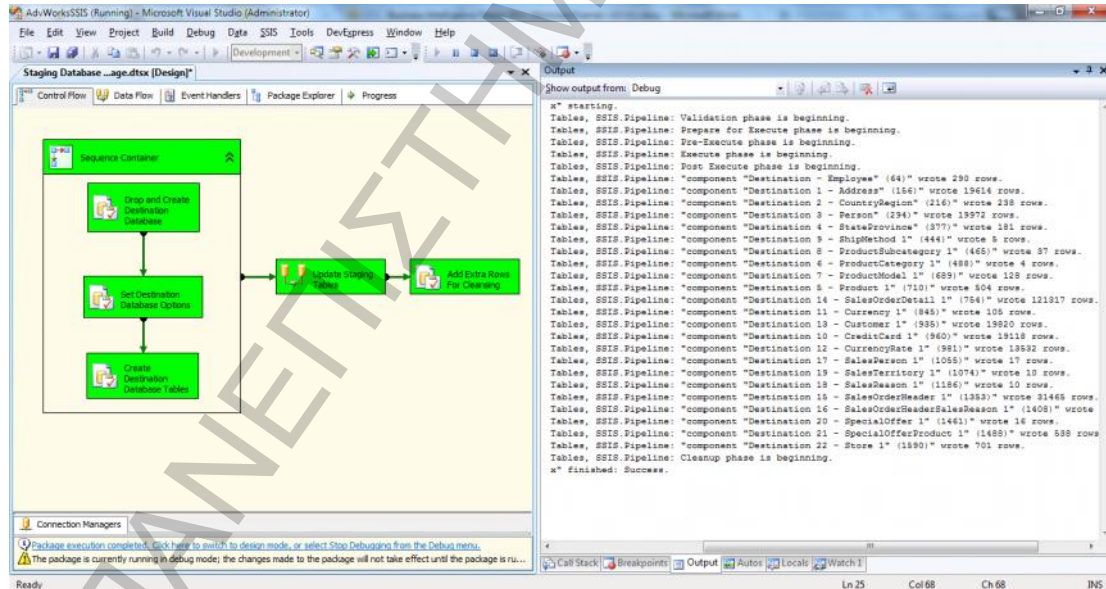 AdvWorksSSIS (Running) - Microsoft Visual Studio (Administrator)
File Edit View Project Build Debug Data SSIS Tools DevExpress Window Help
Development
Staging Database ...age.dtsx [Design]*
Control Flow Data Flow Event Handlers Package Explorer Progress
Sequence Container
Drop and Create
Destination
Database
Set Destination
Database Options
Create
Destination
Database Tables
Update Staging
Tables
Add Extra Rows
For Cleansing
Connection Managers
Package execution completed. Click here to switch to design mode, or select Stop Debugging from the Debug menu.
The package is currently running in debug mode; the changes made to the package will not take effect until the package is ru...
Output
Show output from: Debug
x" starting.
Tables, SSIS.Pipeline: Validation phase is beginning.
Tables, SSIS.Pipeline: Prepare for Execute phase is beginning.
Tables, SSIS.Pipeline: Pre-Execute phase is beginning.
Tables, SSIS.Pipeline: Execute phase is beginning.
Tables, SSIS.Pipeline: Post Execute phase is beginning.
Tables, SSIS.Pipeline: "component "Destination - Employee" (64)" wrote 290 rows.
Tables, SSIS.Pipeline: "component "Destination 1 - Address" (156)" wrote 19614 rows.
Tables, SSIS.Pipeline: "component "Destination 2 - CountryRegion" (216)" wrote 238 rows.
Tables, SSIS.Pipeline: "component "Destination 3 - Person" (294)" wrote 19972 rows.
Tables, SSIS.Pipeline: "component "Destination 4 - StateProvince" (377)" wrote 181 rows.
Tables, SSIS.Pipeline: "component "Destination 9 - ShipMethod 1" (444)" wrote 5 rows.
Tables, SSIS.Pipeline: "component "Destination 8 - ProductSubcategory 1" (465)" wrote 37 rows.
Tables, SSIS.Pipeline: "component "Destination 6 - ProductCategory 1" (488)" wrote 4 rows.
Tables, SSIS.Pipeline: "component "Destination 7 - ProductModel 1" (689)" wrote 128 rows.
Tables, SSIS.Pipeline: "component "Destination 5 - Product 1" (710)" wrote 504 rows.
Tables, SSIS.Pipeline: "component "Destination 14 - SalesOrderDetail 1" (754)" wrote 121317 rows.
Tables, SSIS.Pipeline: "component "Destination 11 - Currency 1" (845)" wrote 105 rows.
Tables, SSIS.Pipeline: "component "Destination 13 - Customer 1" (935)" wrote 19820 rows.
Tables, SSIS.Pipeline: "component "Destination 10 - CreditCard 1" (960)" wrote 19118 rows.
Tables, SSIS.Pipeline: "component "Destination 12 - CurrencyRate 1" (981)" wrote 13532 rows.
Tables, SSIS.Pipeline: "component "Destination 17 - SalesPerson 1" (1055)" wrote 17 rows.
Tables, SSIS.Pipeline: "component "Destination 19 - SalesTerritory 1" (1074)" wrote 10 rows.
Tables, SSIS.Pipeline: "component "Destination 18 - SalesReason 1" (1186)" wrote 10 rows.
Tables, SSIS.Pipeline: "component "Destination 15 - SalesOrderHeader 1" (1353)" wrote 31465 rows.
Tables, SSIS.Pipeline: "component "Destination 16 - SalesOrderHeaderSalesReason 1" (1408)" wrote
Tables, SSIS.Pipeline: "component "Destination 20 - SpecialOffer 1" (1461)" wrote 16 rows.
Tables, SSIS.Pipeline: "component "Destination 21 - SpecialOfferProduct 1" (1488)" wrote 538 rows
Tables, SSIS.Pipeline: "component "Destination 22 - Store 1" (1590)" wrote 701 rows.
Tables, SSIS.Pipeline: Cleanup phase is beginning.
x" finished: Success.
Call Stack Breakpoints Output Autos Locals Watch 1
Ready Ln 25 Col 68 Ch 68 INS
ΠΑΝΕΠΙΣΤΗΜ